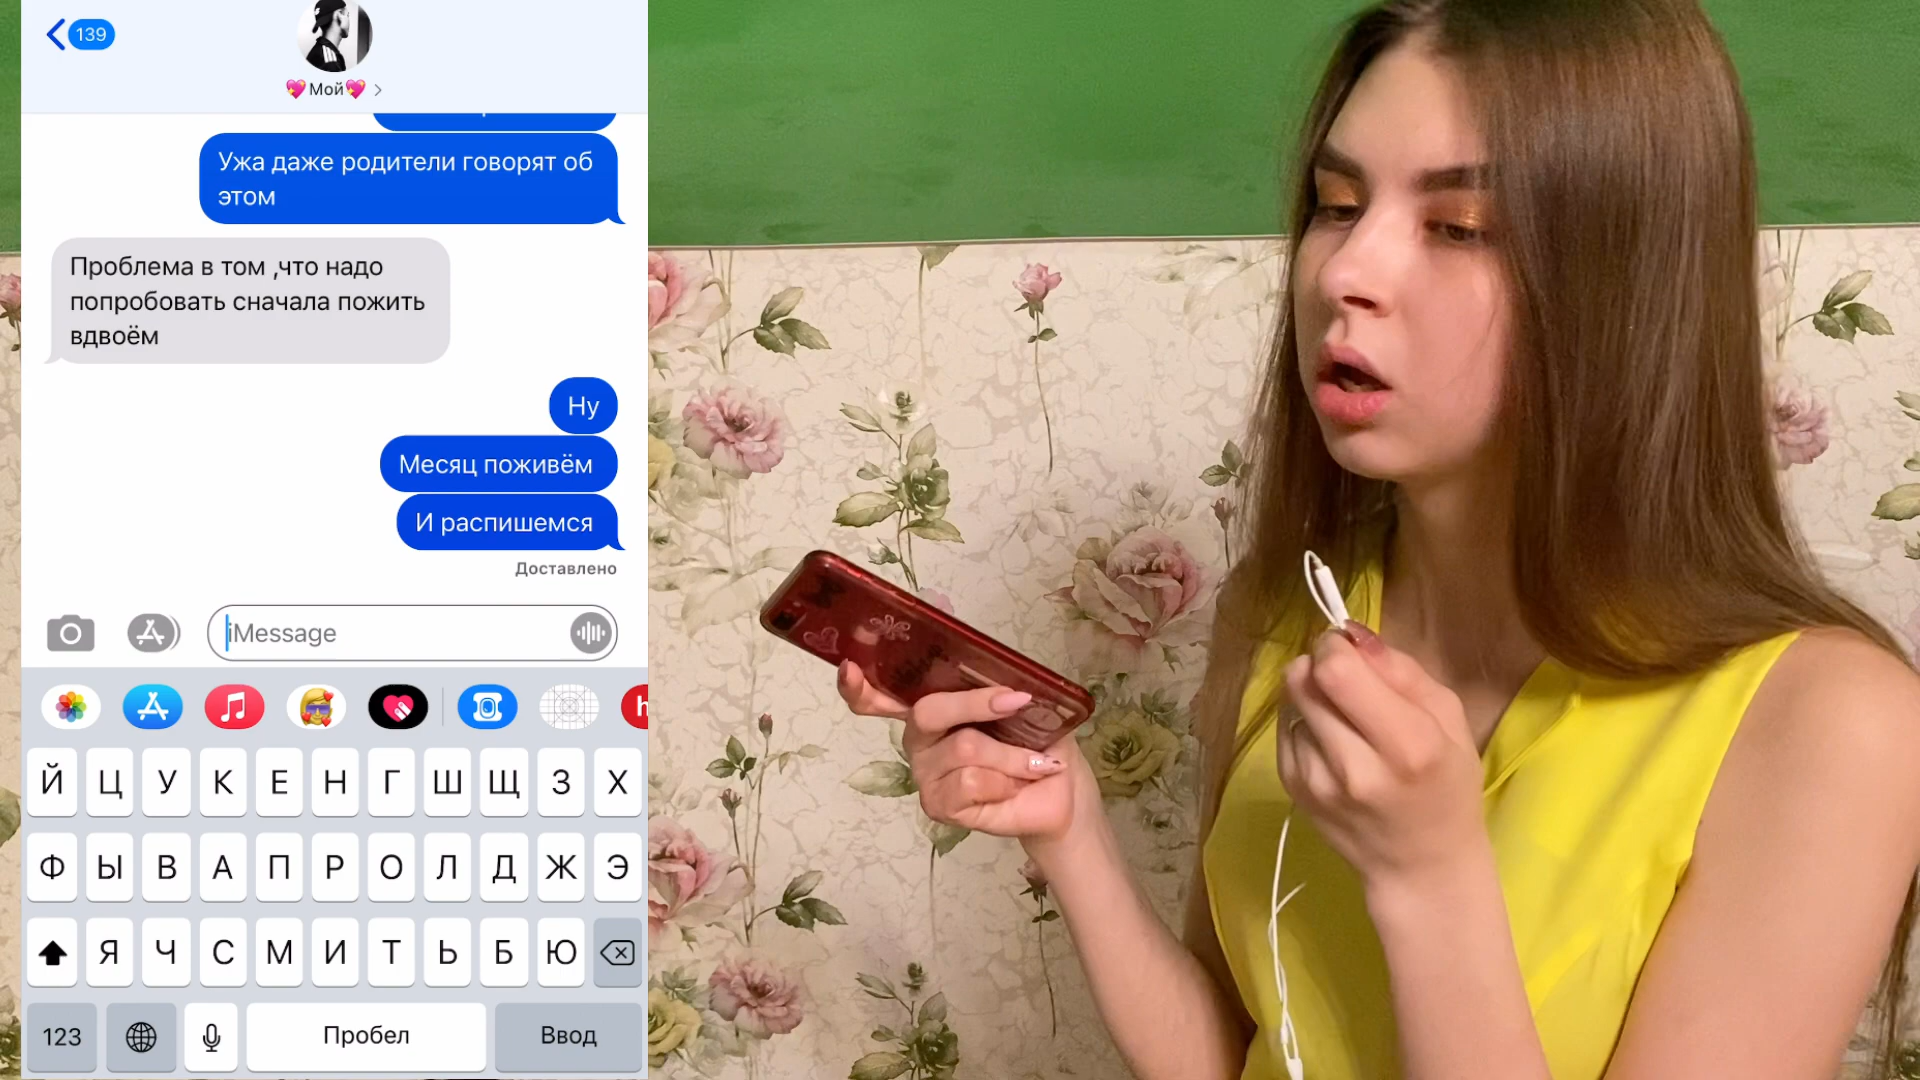 139
💖Мой💖
Ужа даже родители говорят об
этом
Проблема в том ,что надо
попробовать сначала пожить
вдвоём
Ну
Месяц поживём
И распишемся
Доставлено
iMessage
Й Ц У К Е Н Г Ш Щ З Х
Ф Ы В А П Р О Л Д Ж Э
Я Ч С М И Т Ь Б Ю
123 Пробел Ввод